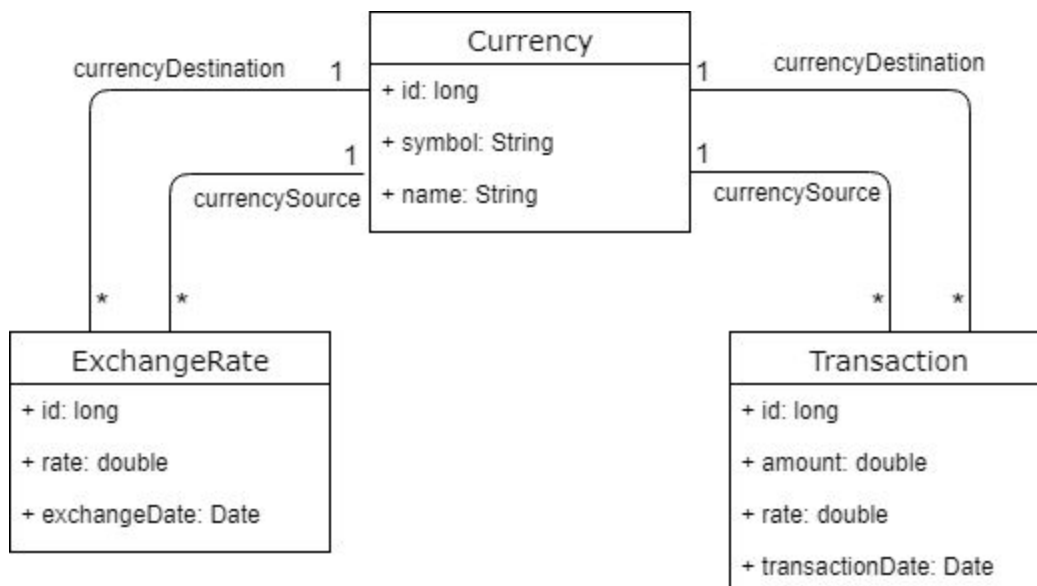 Currency
currencyDestination 1
1 currencyDestination
+ id: long
+ symbol: String
1
1
currencySource
currencySource
+ name: String
* *
* *
ExchangeRate
+ id: long
+ rate: double
+ exchangeDate: Date
Transaction
+ id: long
+ amount: double
+ rate: double
+ transactionDate: Date